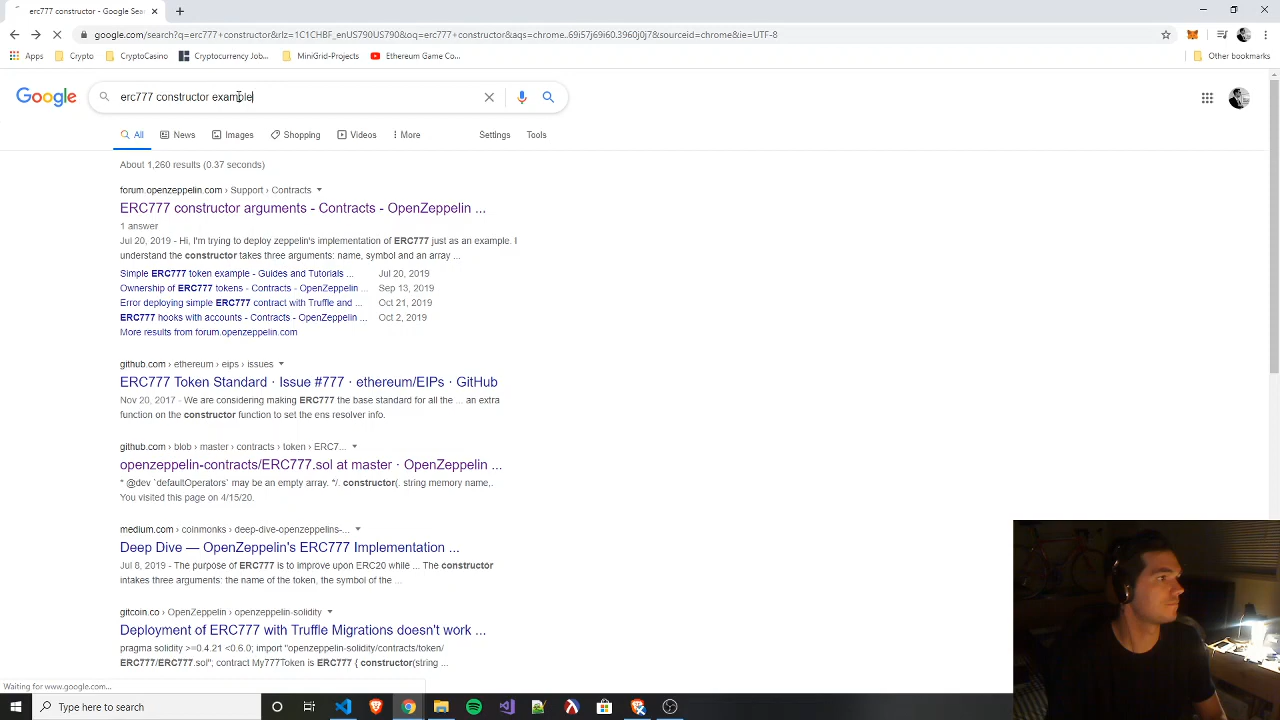 erc777 constructor - Google Sea
google.com/search?q=erc777+constructor&rlz=1C1CHBF_enUS790US790&oq=erc777+constructor&aqs=chrome..69i57j69i60.3960j0j7&sourceid=chrome&ie=UTF-8
Apps Crypto CryptoCasino Cryptocurrency Job... MiniGrid-Projects Ethereum Game Co... Other bookmarks
Google erc777 constructor example
All News Images Shopping Videos More Settings Tools
About 1,260 results (0.37 seconds)
forum.openzeppelin.com › Support › Contracts
ERC777 constructor arguments - Contracts - OpenZeppelin ...
1 answer
Jul 20, 2019 - Hi, I'm trying to deploy zeppelin's implementation of ERC777 just as an example. I
understand the constructor takes three arguments: name, symbol and an array ...
Simple ERC777 token example - Guides and Tutorials ... Jul 20, 2019
Ownership of ERC777 tokens - Contracts - OpenZeppelin ... Sep 13, 2019
Error deploying simple ERC777 contract with Truffle and ... Oct 21, 2019
ERC777 hooks with accounts - Contracts - OpenZeppelin ... Oct 2, 2019
More results from forum.openzeppelin.com
github.com › ethereum › eips › issues
ERC777 Token Standard · Issue #777 · ethereum/EIPs · GitHub
Nov 20, 2017 - We are considering making ERC777 the base standard for all the ... an extra
function on the constructor function to set the ens resolver info.
github.com › blob › master › contracts › token › ERC7...
openzeppelin-contracts/ERC777.sol at master · OpenZeppelin ...
* @dev `defaultOperators` may be an empty array. */. constructor(. string memory name,.
You visited this page on 4/15/20.
medium.com › coinmonks › deep-dive-openzeppelins-...
Deep Dive — OpenZeppelin's ERC777 Implementation ...
Jul 8, 2019 - The purpose of ERC777 is to improve upon ERC20 while ... The constructor
intakes three arguments: the name of the token, the symbol of the ...
gitcoin.co › OpenZeppelin › openzeppelin-solidity
Deployment of ERC777 with Truffle Migrations doesn't work ...
pragma solidity >=0.4.21 <0.6.0; import "openzeppelin-solidity/contracts/token/
ERC777/ERC777.sol"; contract My777Token is ERC777 { constructor(string ...
Waiting for www.google.com...
Type here to search